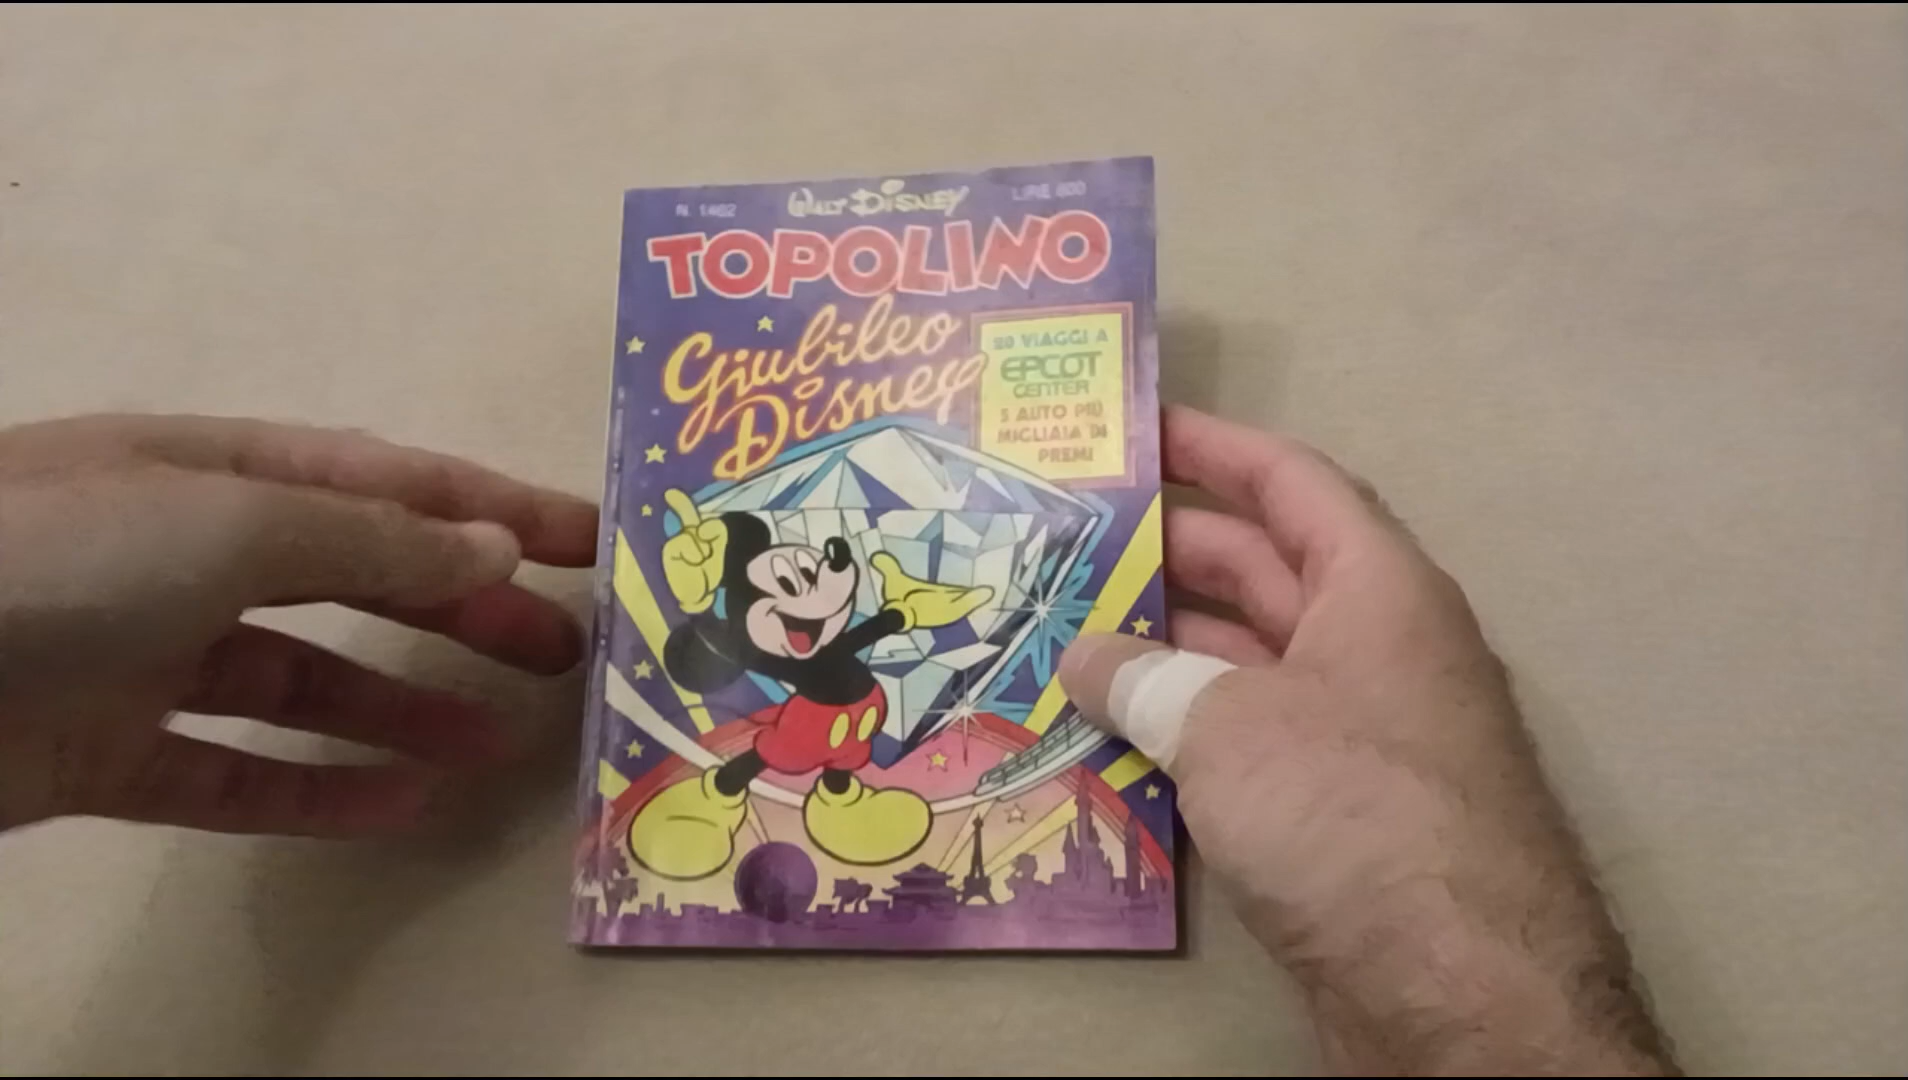 N. 1462
WALT DISNEY
LIRE 800
TOPOLINO
Giubileo
Disney
20 VIAGGI A
EPCOT
CENTER
5 AUTO PIÙ
MIGLIAIA DI
PREMI